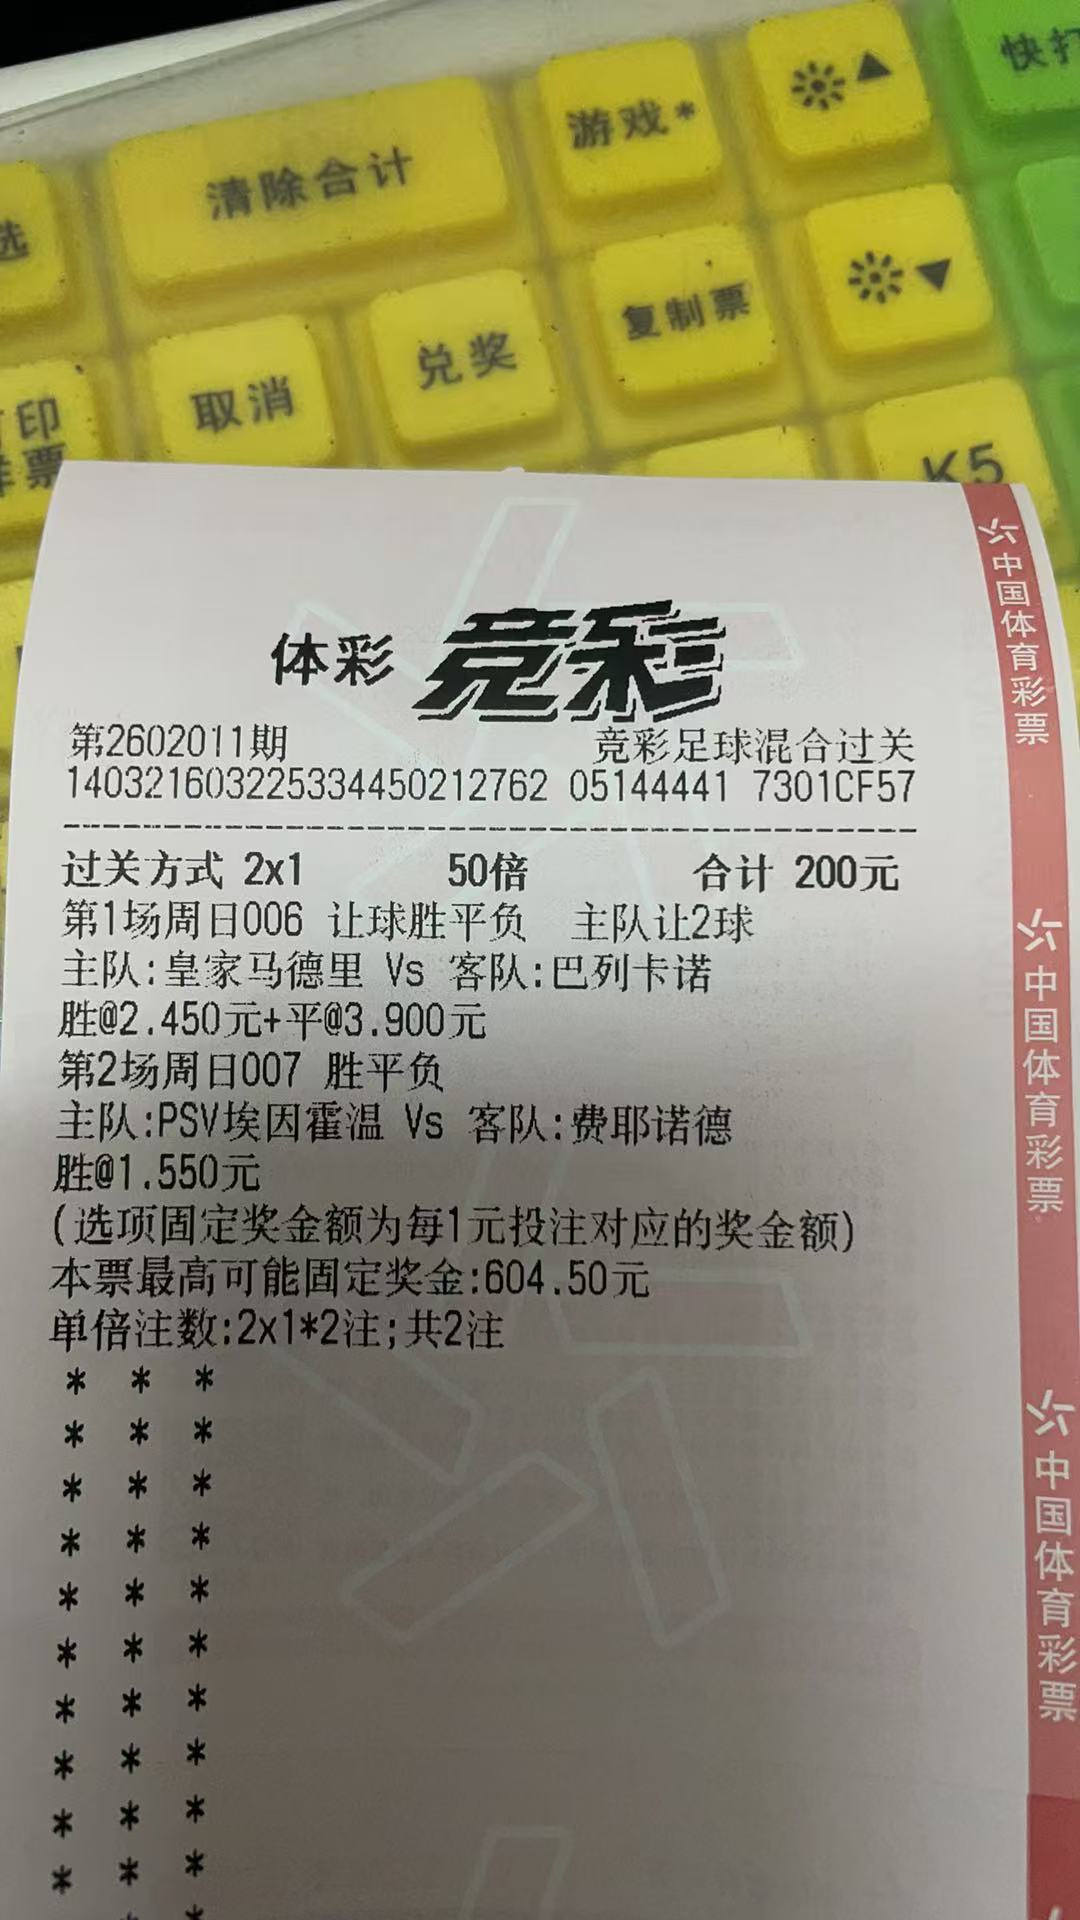 快打
游戏*
清除合计
选
复制票
兑奖
取消
打印
样票
K5
体彩 竞彩
第2602011期 竞彩足球混合过关
140321603225334450212762 05144441 7301CF57
过关方式 2x1 50倍 合计 200元
第1场周日006 让球胜平负 主队让2球
主队:皇家马德里 Vs 客队:巴列卡诺
胜@2.450元+平@3.900元
第2场周日007 胜平负
主队:PSV埃因霍温 Vs 客队:费耶诺德
胜@1.550元
(选项固定奖金额为每1元投注对应的奖金额)
本票最高可能固定奖金:604.50元
单倍注数:2x1*2注;共2注
* * *
* * *
* * *
* * *
* * *
* * *
* * *
* * *
* * *
* * *
* * *
中国体育彩票
中国体育彩票
中国体育彩票